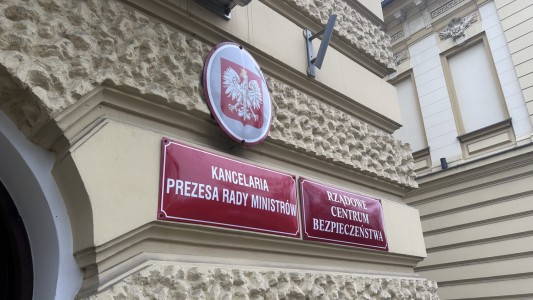 KANCELARIA
PREZESA RADY MINISTRÓW
RZĄDOWE
CENTRUM
BEZPIECZEŃSTWA